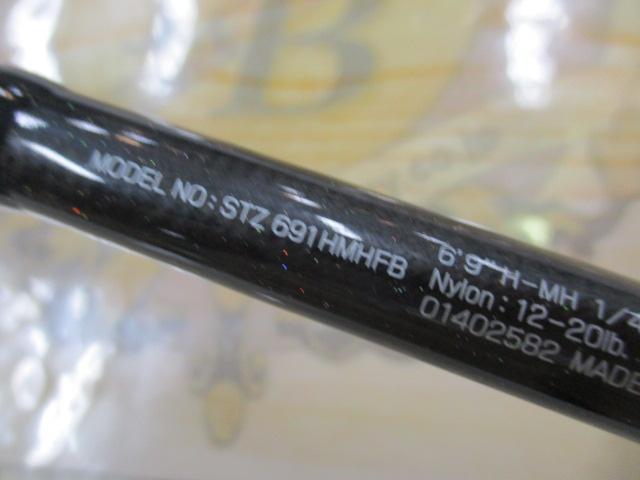 MODEL NO: STZ 691HMHFB
6'9" H-MH 1/4
Nylon: 12-20lb.
01402582 MADE
B